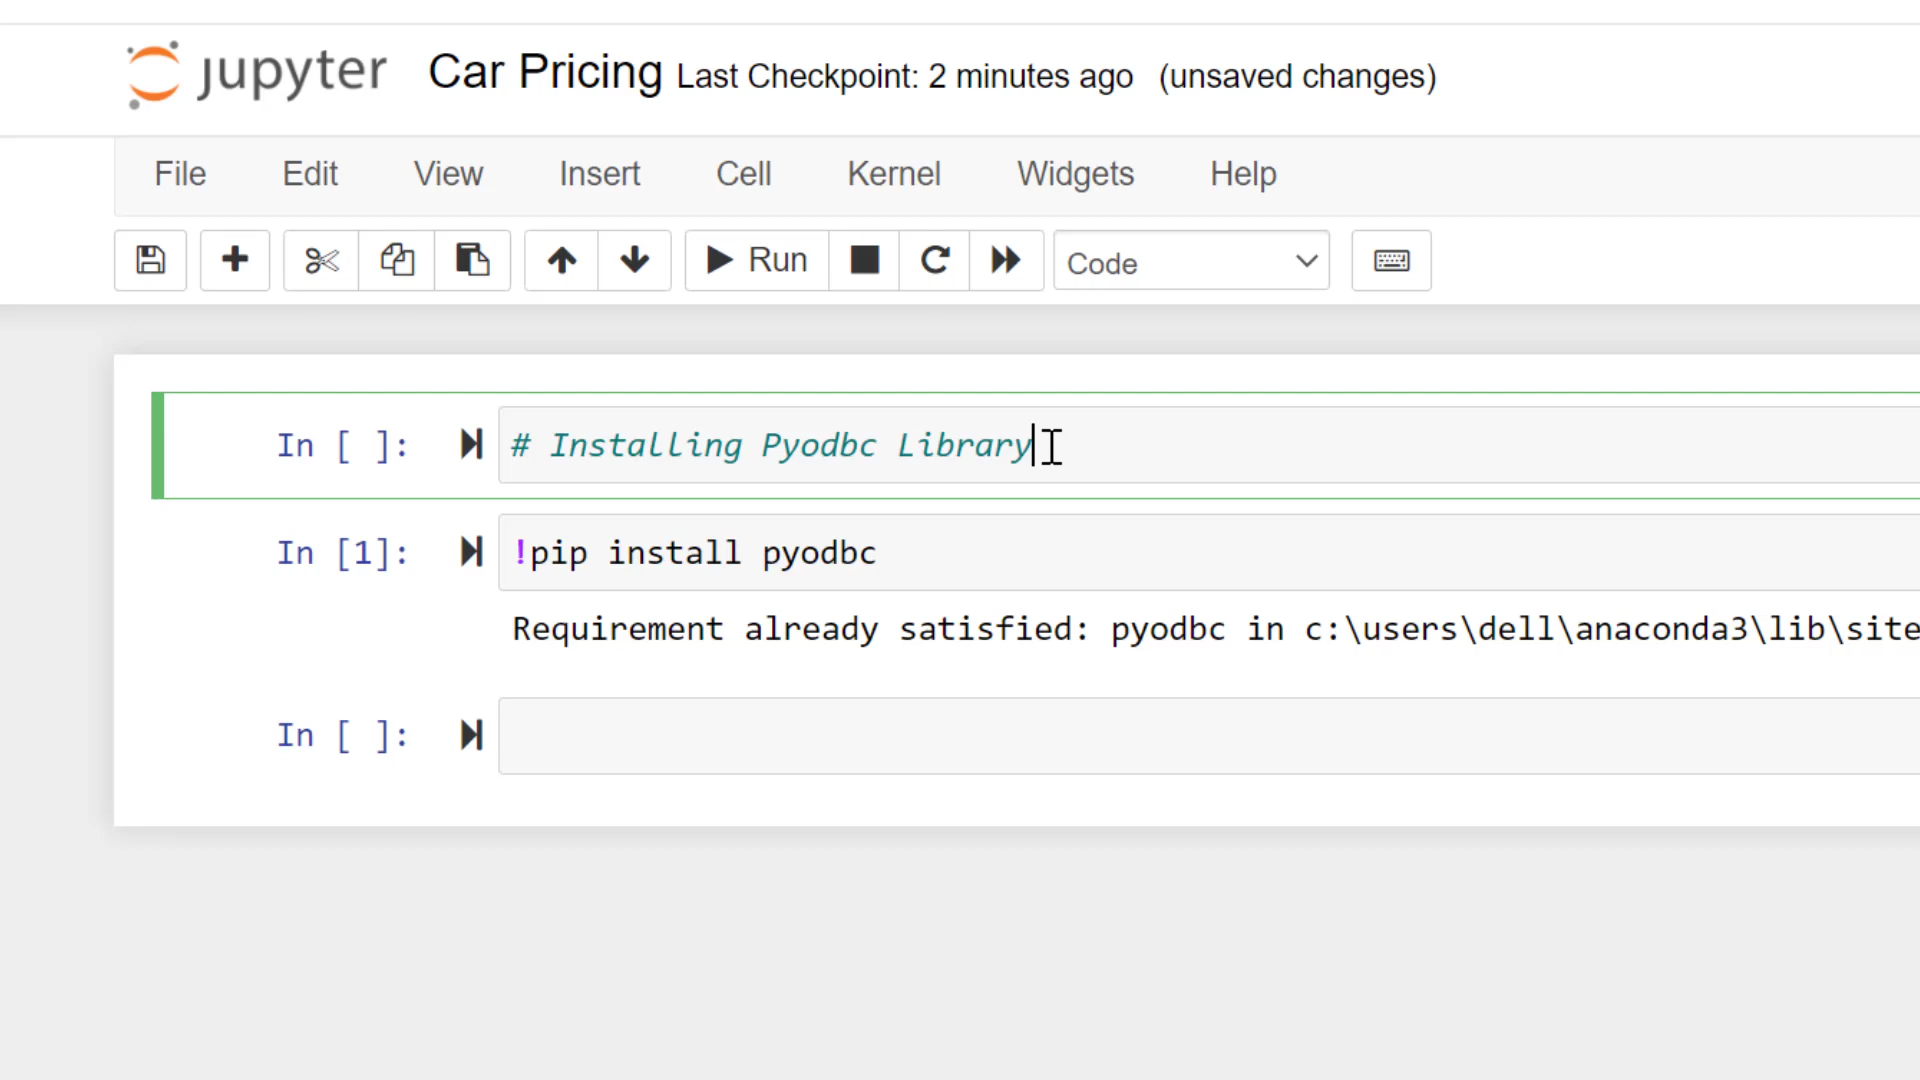 jupyter Car Pricing Last Checkpoint: 2 minutes ago (unsaved changes)
File Edit View Insert Cell Kernel Widgets Help
Run Code
In [ ]: # Installing Pyodbc Library
In [1]: !pip install pyodbc
Requirement already satisfied: pyodbc in c:\users\dell\anaconda3\lib\site
In [ ]: